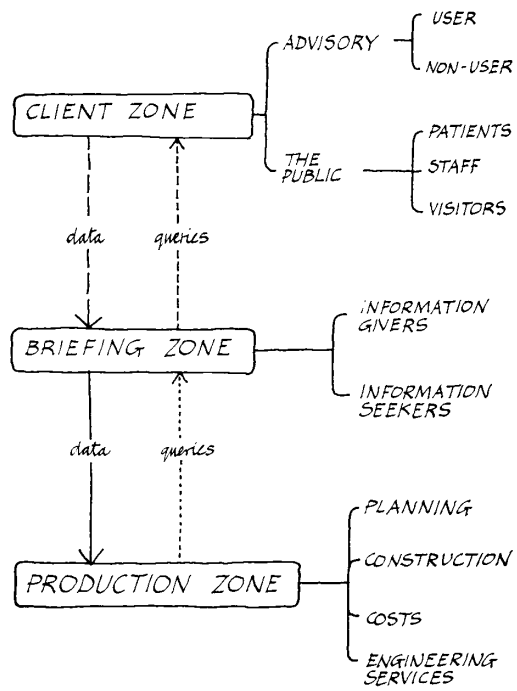 USER
ADVISORY
NON-USER
CLIENT ZONE
PATIENTS
THE
PUBLIC
STAFF
VISITORS
data
queries
INFORMATION
GIVERS
BRIEFING ZONE
INFORMATION
SEEKERS
data
queries
PLANNING
CONSTRUCTION
PRODUCTION ZONE
COSTS
ENGINEERING
SERVICES